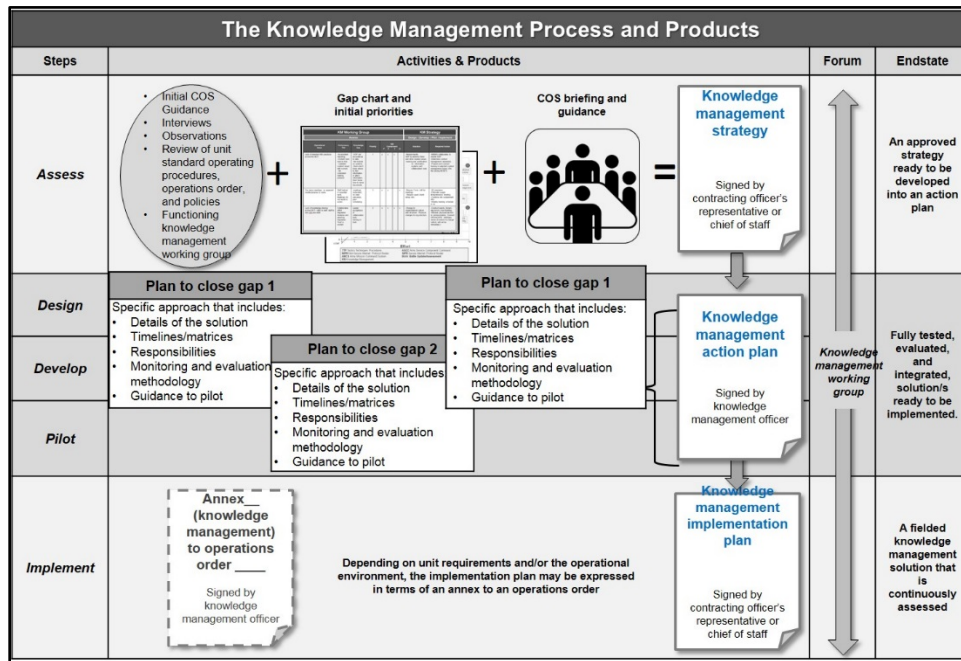 The Knowledge Management Process and Products
Steps
Activities & Products
Forum
Endstate
Assess
• Initial COS
Guidance
• Interviews
• Observations
• Review of unit
standard operating
procedures,
operations order,
and policies
• Functioning
knowledge
management
working group
+
Gap chart and
initial priorities
KM Working Group
KM Strategy
+
COS briefing and
guidance
=
Knowledge
management
strategy
Signed by
contracting officer's
representative or
chief of staff
An approved
strategy
ready to be
developed
into an action
plan
Design
Develop
Pilot
Plan to close gap 1
Specific approach that includes:
• Details of the solution
• Timelines/matrices
• Responsibilities
• Monitoring and evaluation
methodology
• Guidance to pilot
Plan to close gap 2
Specific approach that includes:
• Details of the solution
• Timelines/matrices
• Responsibilities
• Monitoring and evaluation
methodology
• Guidance to pilot
Plan to close gap 1
Specific approach that includes:
• Details of the solution
• Timelines/matrices
• Responsibilities
• Monitoring and evaluation
methodology
• Guidance to pilot
Knowledge
management
action plan
Signed by
knowledge
management officer
Knowledge
management
working
group
Fully tested,
evaluated,
and
integrated,
solution/s
ready to be
implemented.
Implement
Annex__
(knowledge
management)
to operations
order ____
Signed by
knowledge
management officer
Depending on unit requirements and/or the operational
environment, the implementation plan may be expressed
in terms of an annex to an operations order
Knowledge
management
implementation
plan
Signed by
contracting officer's
representative or
chief of staff
A fielded
knowledge
management
solution that
is
continuously
assessed